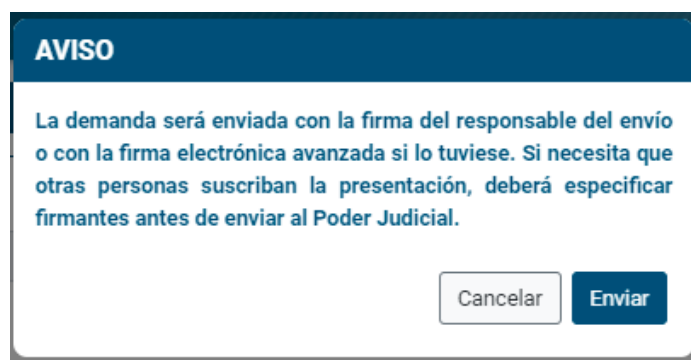 AVISO
La demanda será enviada con la firma del responsable del envío
o con la firma electrónica avanzada si lo tuviese. Si necesita que
otras personas suscriban la presentación, deberá especificar
firmantes antes de enviar al Poder Judicial.
Cancelar Enviar